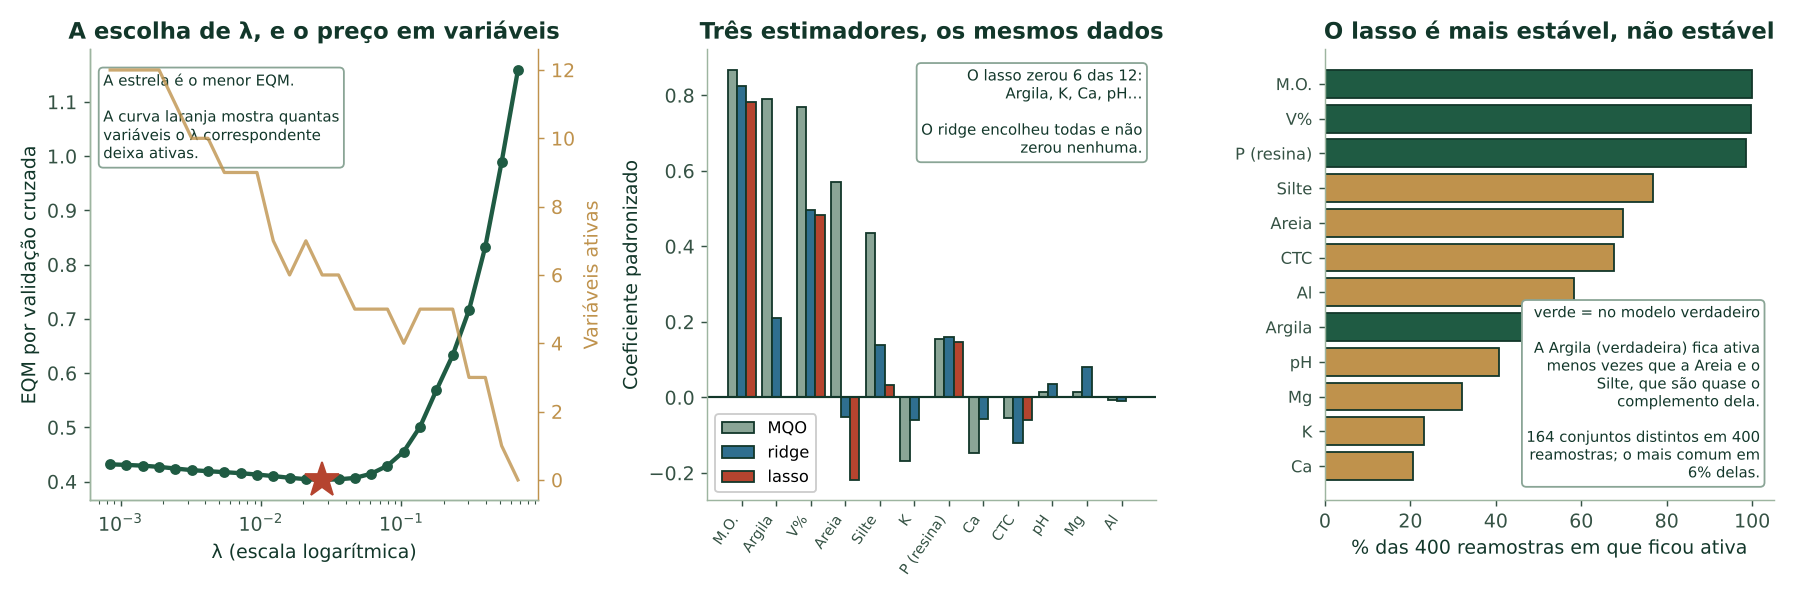 A escolha de λ, e o preço em variáveis
A estrela é o menor EQM.
A curva laranja mostra quantas
variáveis o λ correspondente
deixa ativas.
EQM por validação cruzada
1.1
1.0
0.9
0.8
0.7
0.6
0.5
0.4
10⁻³
10⁻²
10⁻¹
λ (escala logarítmica)
12
10
8
6
4
2
0
Variáveis ativas
Três estimadores, os mesmos dados
O lasso zerou 6 das 12:
Argila, K, Ca, pH...
O ridge encolheu todas e não
zerou nenhuma.
Coeficiente padronizado
0.8
0.6
0.4
0.2
0.0
−0.2
MQO
ridge
lasso
M.O.
Argila
V%
Areia
Silte
K
P (resina)
Ca
CTC
pH
Mg
Al
O lasso é mais estável, não estável
M.O.
V%
P (resina)
Silte
Areia
CTC
Al
Argila
pH
Mg
K
Ca
verde = no modelo verdadeiro
A Argila (verdadeira) fica ativa
menos vezes que a Areia e o
Silte, que são quase o
complemento dela.
164 conjuntos distintos em 400
reamostras; o mais comum em
6% delas.
0
20
40
60
80
100
% das 400 reamostras em que ficou ativa